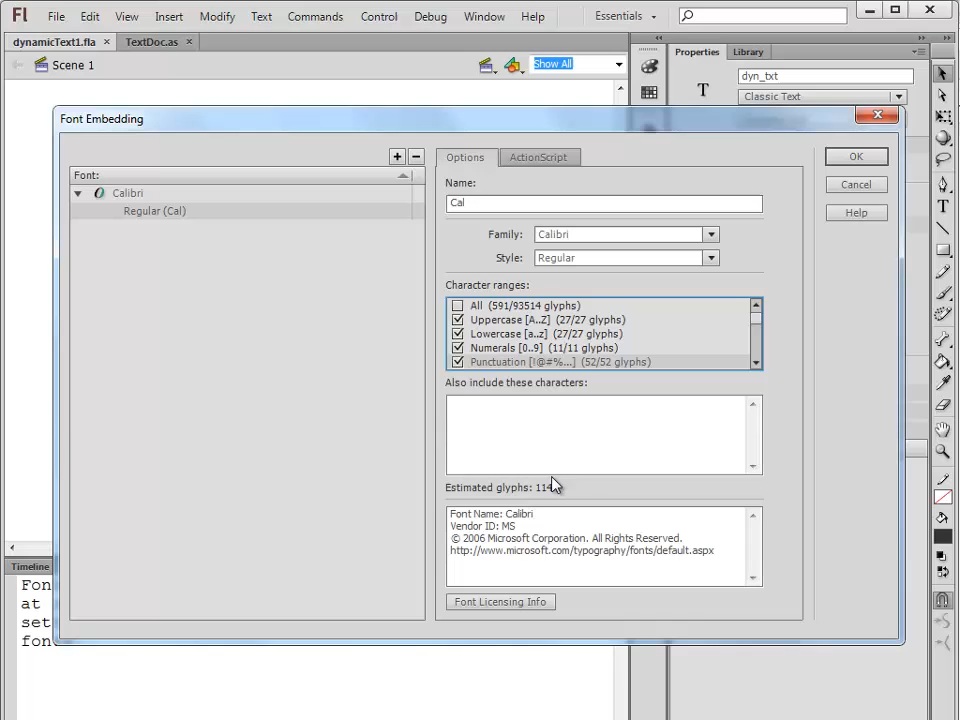 Fl File Edit View Insert Modify Text Commands Control Debug Window Help Essentials
dynamicText1.fla × TextDoc.as ×
Scene 1 Show All
Properties Library
T dyn_txt
Classic Text
Font Embedding
Font:
Calibri
Regular (Cal)
Options ActionScript
Name:
Cal
Family: Calibri
Style: Regular
Character ranges:
All (591/93514 glyphs)
Uppercase [A..Z] (27/27 glyphs)
Lowercase [a..z] (27/27 glyphs)
Numerals [0..9] (11/11 glyphs)
Punctuation [!@#%...] (52/52 glyphs)
Also include these characters:
Estimated glyphs: 114
Font Name: Calibri
Vendor ID: MS
© 2006 Microsoft Corporation. All Rights Reserved.
http://www.microsoft.com/typography/fonts/default.aspx
Font Licensing Info
OK
Cancel
Help
Timeline
Fon
at
set
fon